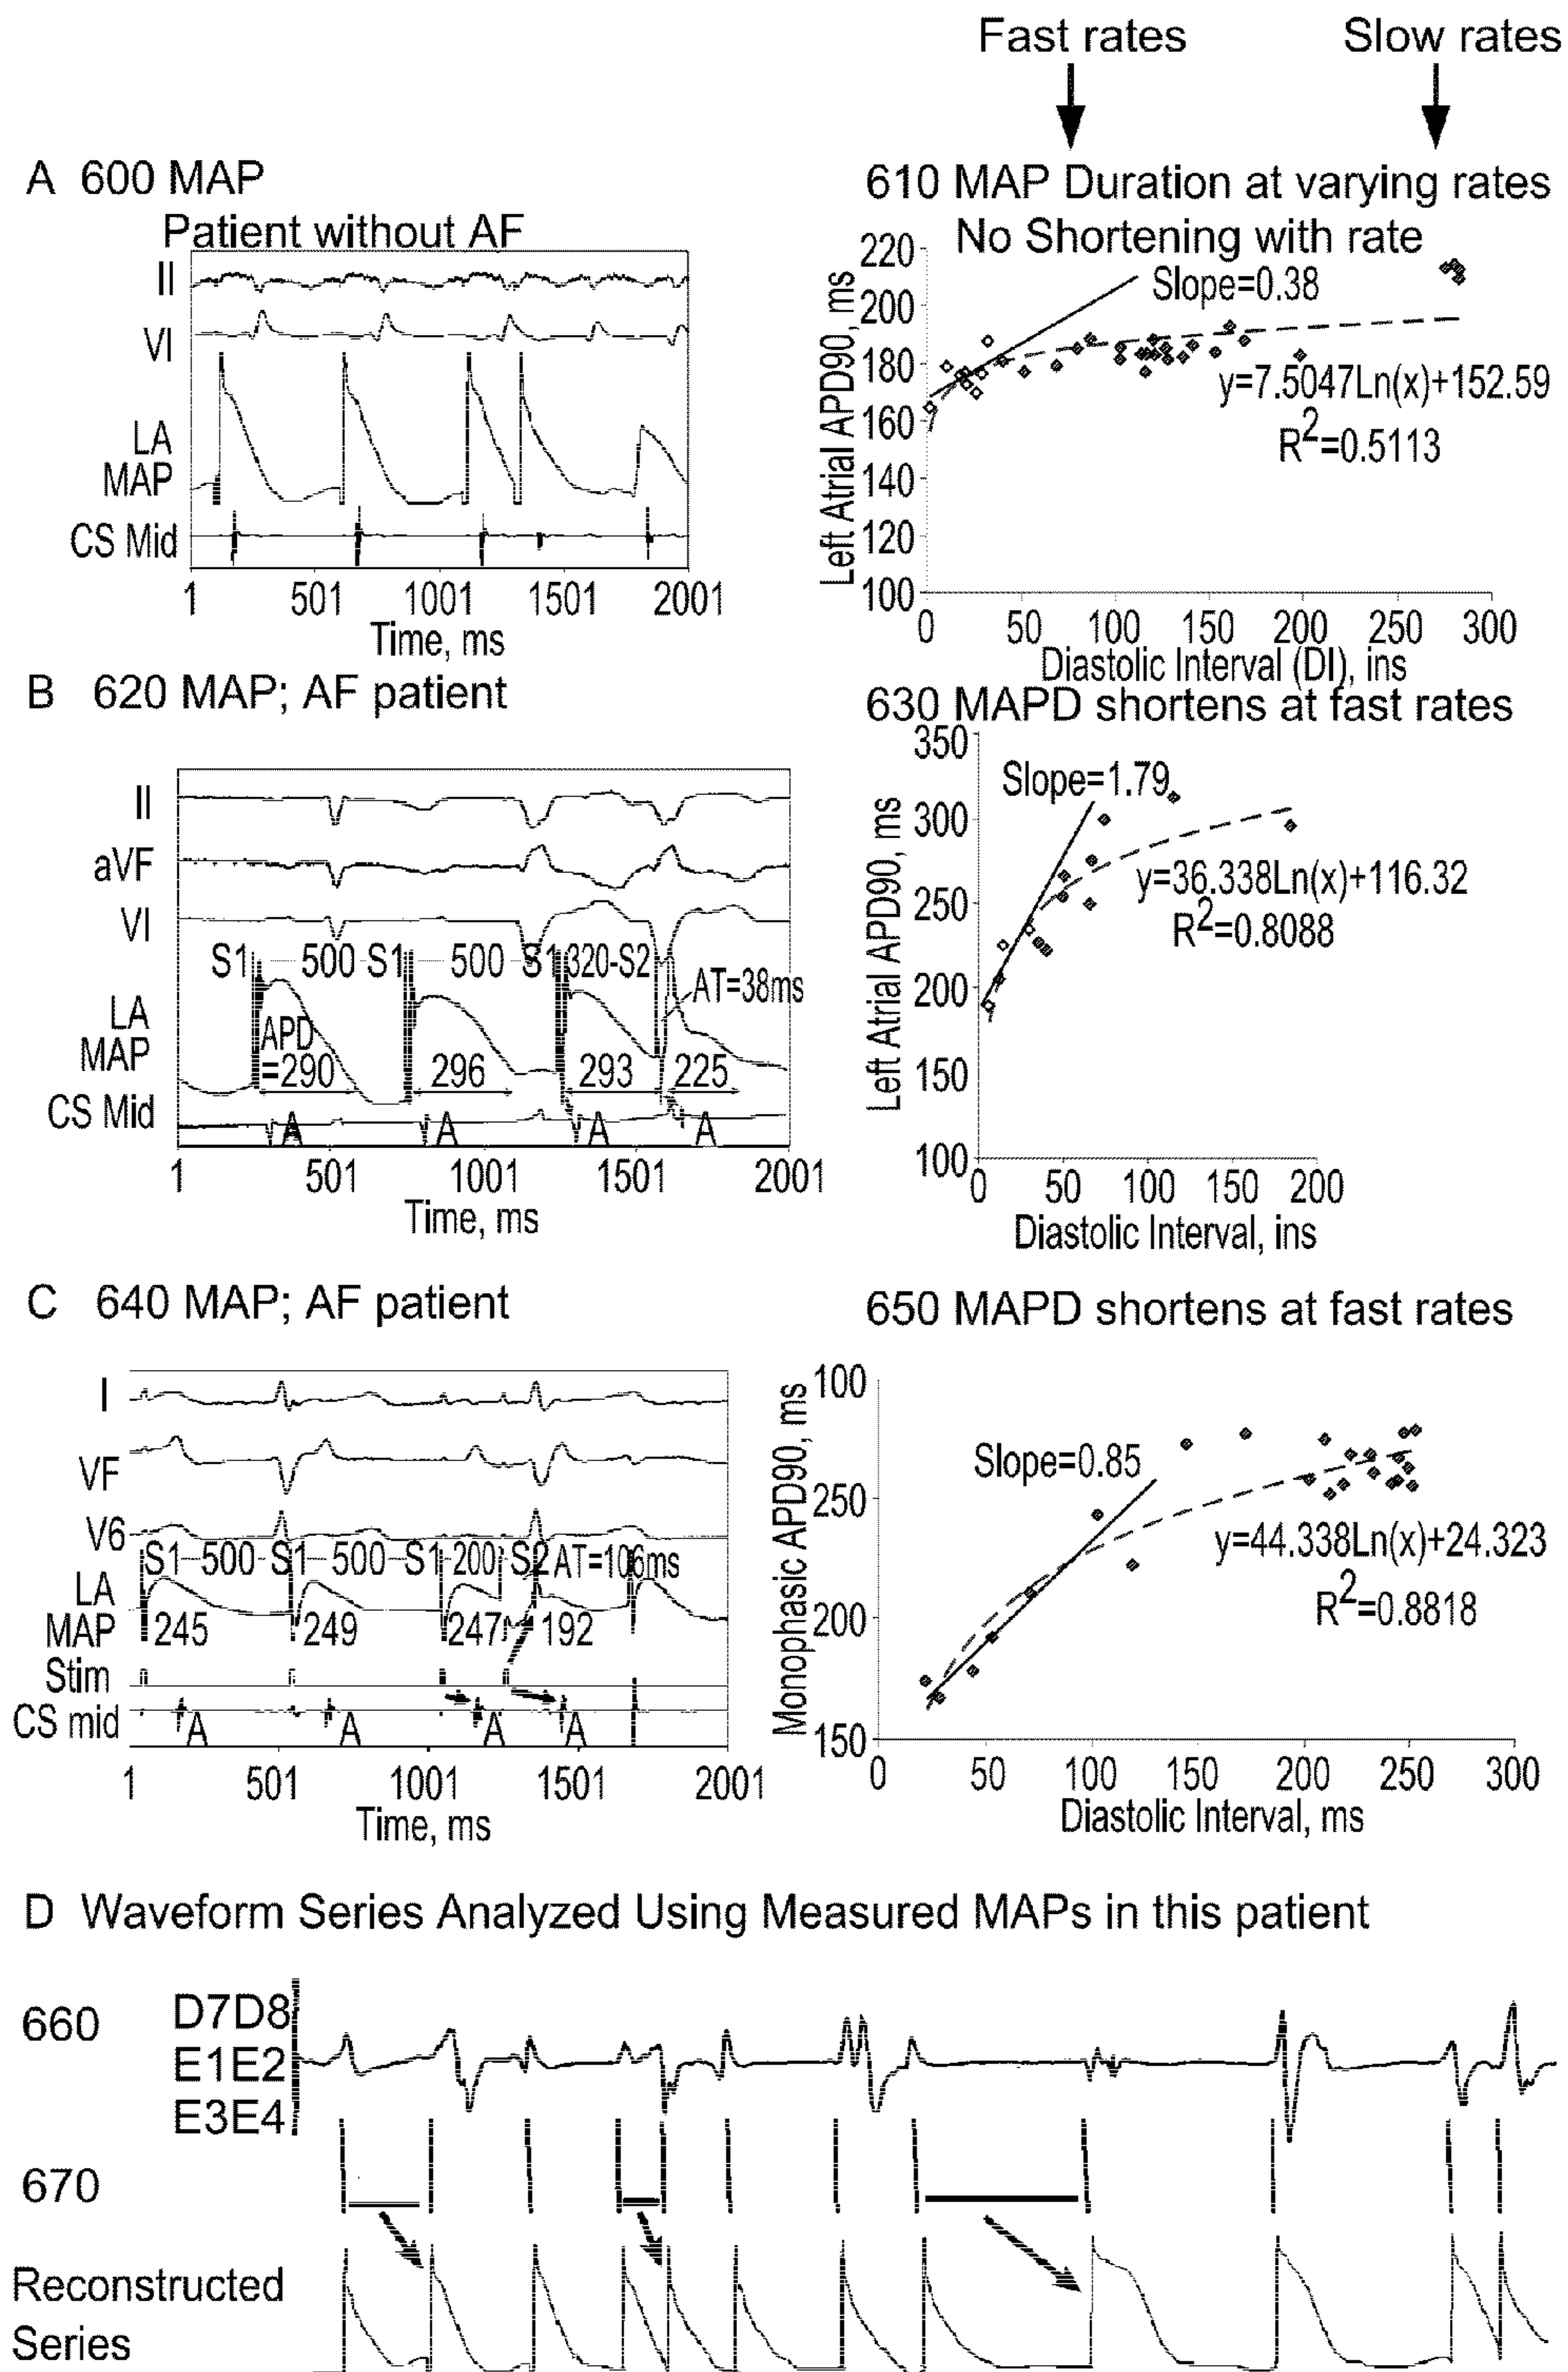 Fast rates
Slow rates
A 600 MAP
Patient without AF
II
VI
LA
MAP
CS Mid
1 501 1001 1501 2001
Time, ms
610 MAP Duration at varying rates
No Shortening with rate
Left Atrial APD90, ms
220
200
180
160
140
120
100
Slope=0.38
y=7.5047Ln(x)+152.59
R²=0.5113
0 50 100 150 200 250 300
Diastolic Interval (DI), ins
B 620 MAP; AF patient
II
aVF
VI
S1 500 S1 500 S1 320-S2
AT=38ms
LA
MAP
APD
=290 296 293 225
CS Mid
A A A A
1 501 1001 1501 2001
Time, ms
630 MAPD shortens at fast rates
Left Atrial APD90, ms
350
300
250
200
150
100
Slope=1.79
y=36.338Ln(x)+116.32
R²=0.8088
0 50 100 150 200
Diastolic Interval, ins
C 640 MAP; AF patient
I
VF
V6
S1-500-S1-500-S1-200-S2 AT=106ms
LA
MAP
245 249 247 192
Stim
CS mid
A A A A
1 501 1001 1501 2001
Time, ms
650 MAPD shortens at fast rates
Monophasic APD90, ms
100
250
200
150
Slope=0.85
y=44.338Ln(x)+24.323
R²=0.8818
0 50 100 150 200 250 300
Diastolic Interval, ms
D Waveform Series Analyzed Using Measured MAPs in this patient
660
D7D8
E1E2
E3E4
670
Reconstructed
Series